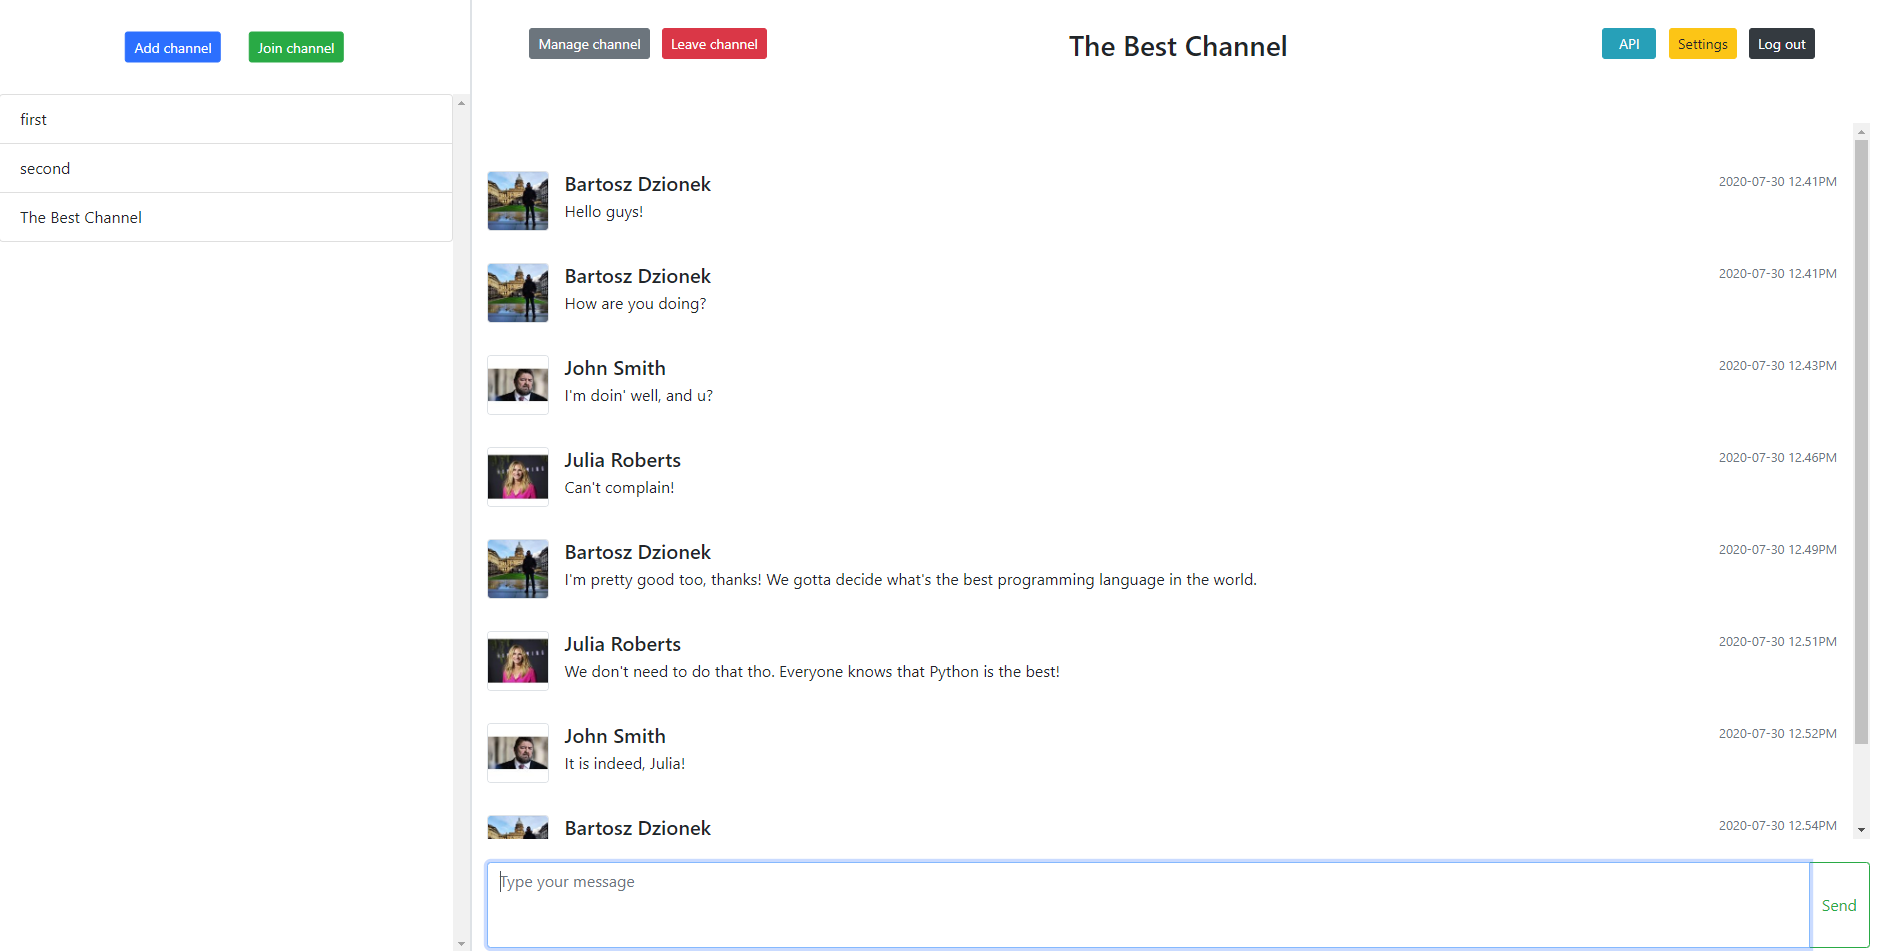 Add channel
Join channel
Manage channel
Leave channel
The Best Channel
API
Settings
Log out
first
second
The Best Channel
Bartosz Dzionek
2020-07-30 12.41PM
Hello guys!
Bartosz Dzionek
2020-07-30 12.41PM
How are you doing?
John Smith
2020-07-30 12.43PM
I'm doin' well, and u?
Julia Roberts
2020-07-30 12.46PM
Can't complain!
Bartosz Dzionek
2020-07-30 12.49PM
I'm pretty good too, thanks! We gotta decide what's the best programming language in the world.
Julia Roberts
2020-07-30 12.51PM
We don't need to do that tho. Everyone knows that Python is the best!
John Smith
2020-07-30 12.52PM
It is indeed, Julia!
Bartosz Dzionek
2020-07-30 12.54PM
Type your message
Send